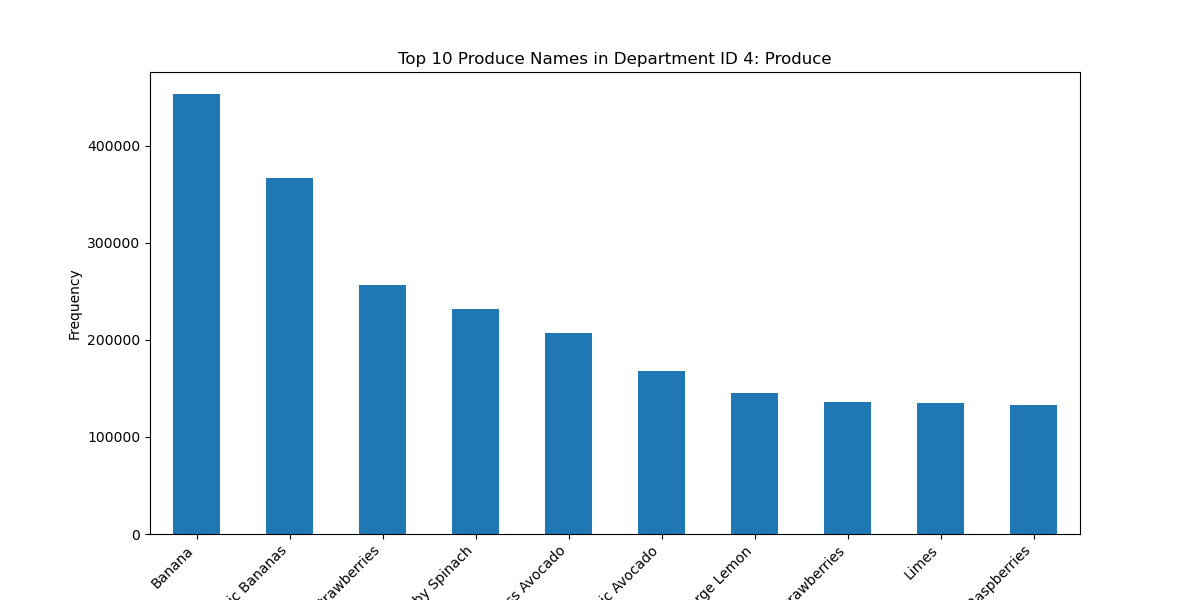 Top 10 Produce Names in Department ID 4: Produce
Frequency
400000
300000
200000
100000
0
Banana
ic Bananas
trawberries
by Spinach
ss Avocado
ic Avocado
rge Lemon
rawberries
Limes
Raspberries